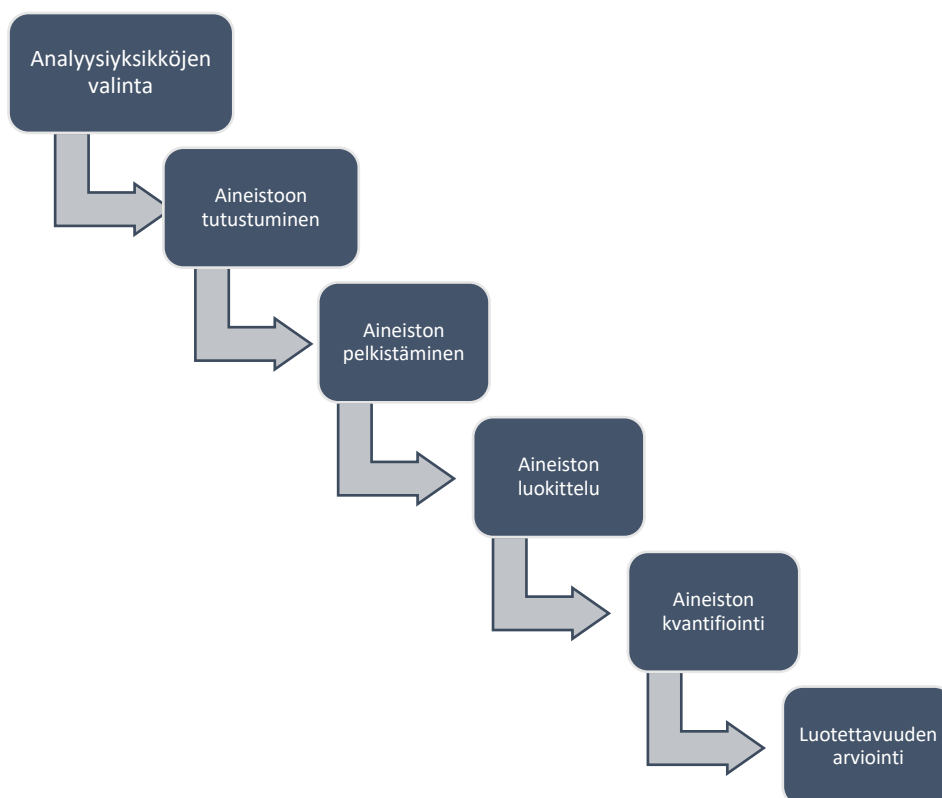 Analyysiyksikköjen
valinta
Aineistoon
tutustuminen
Aineiston
pelkistäminen
Aineiston
luokittelu
Aineiston
kvantifiointi
Luotettavuuden
arviointi